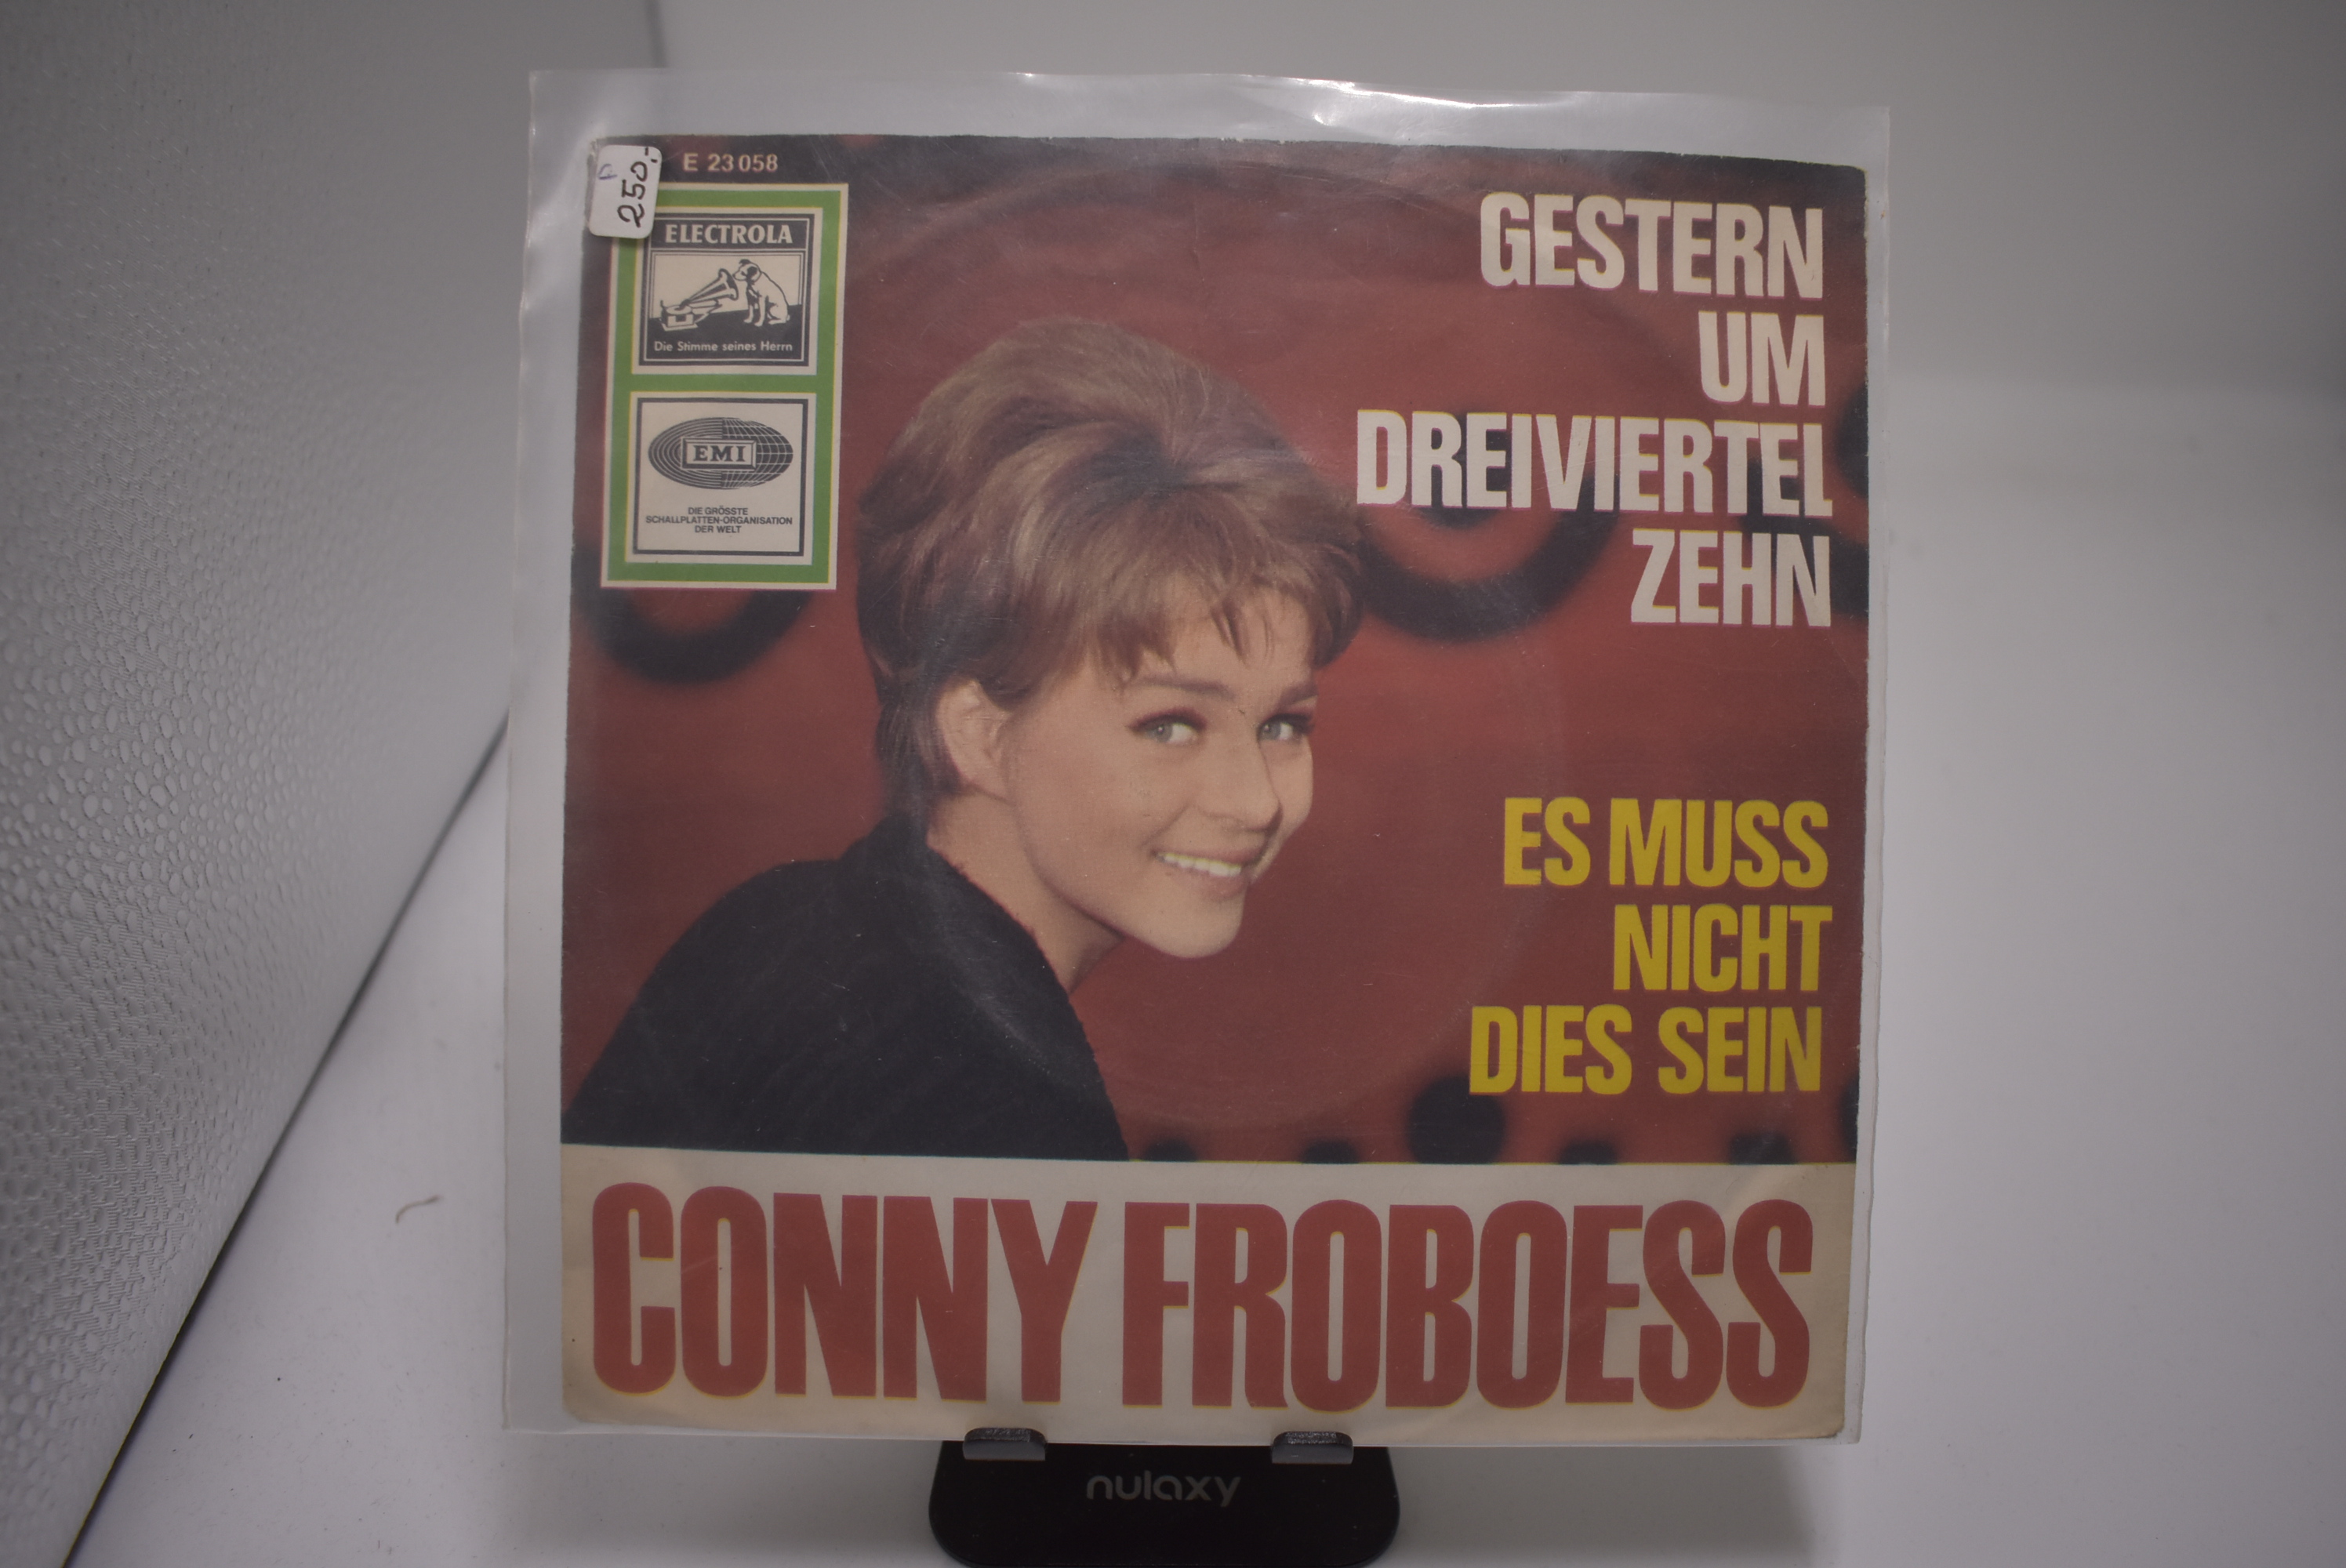 250,-
E 23 058
ELECTROLA
Die Stimme seines Herrn
EMI
DIE GRÖSSTE
SCHALLPLATTEN-ORGANISATION
DER WELT
GESTERN
UM
DREIVIERTEL
ZEHN
ES MUSS
NICHT
DIES SEIN
CONNY FROBOESS
nulaxy